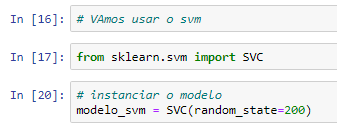 In [16]: # VAmos usar o svm
In [17]: from sklearn.svm import SVC
In [20]: # instanciar o modelo
modelo_svm = SVC(random_state=200)